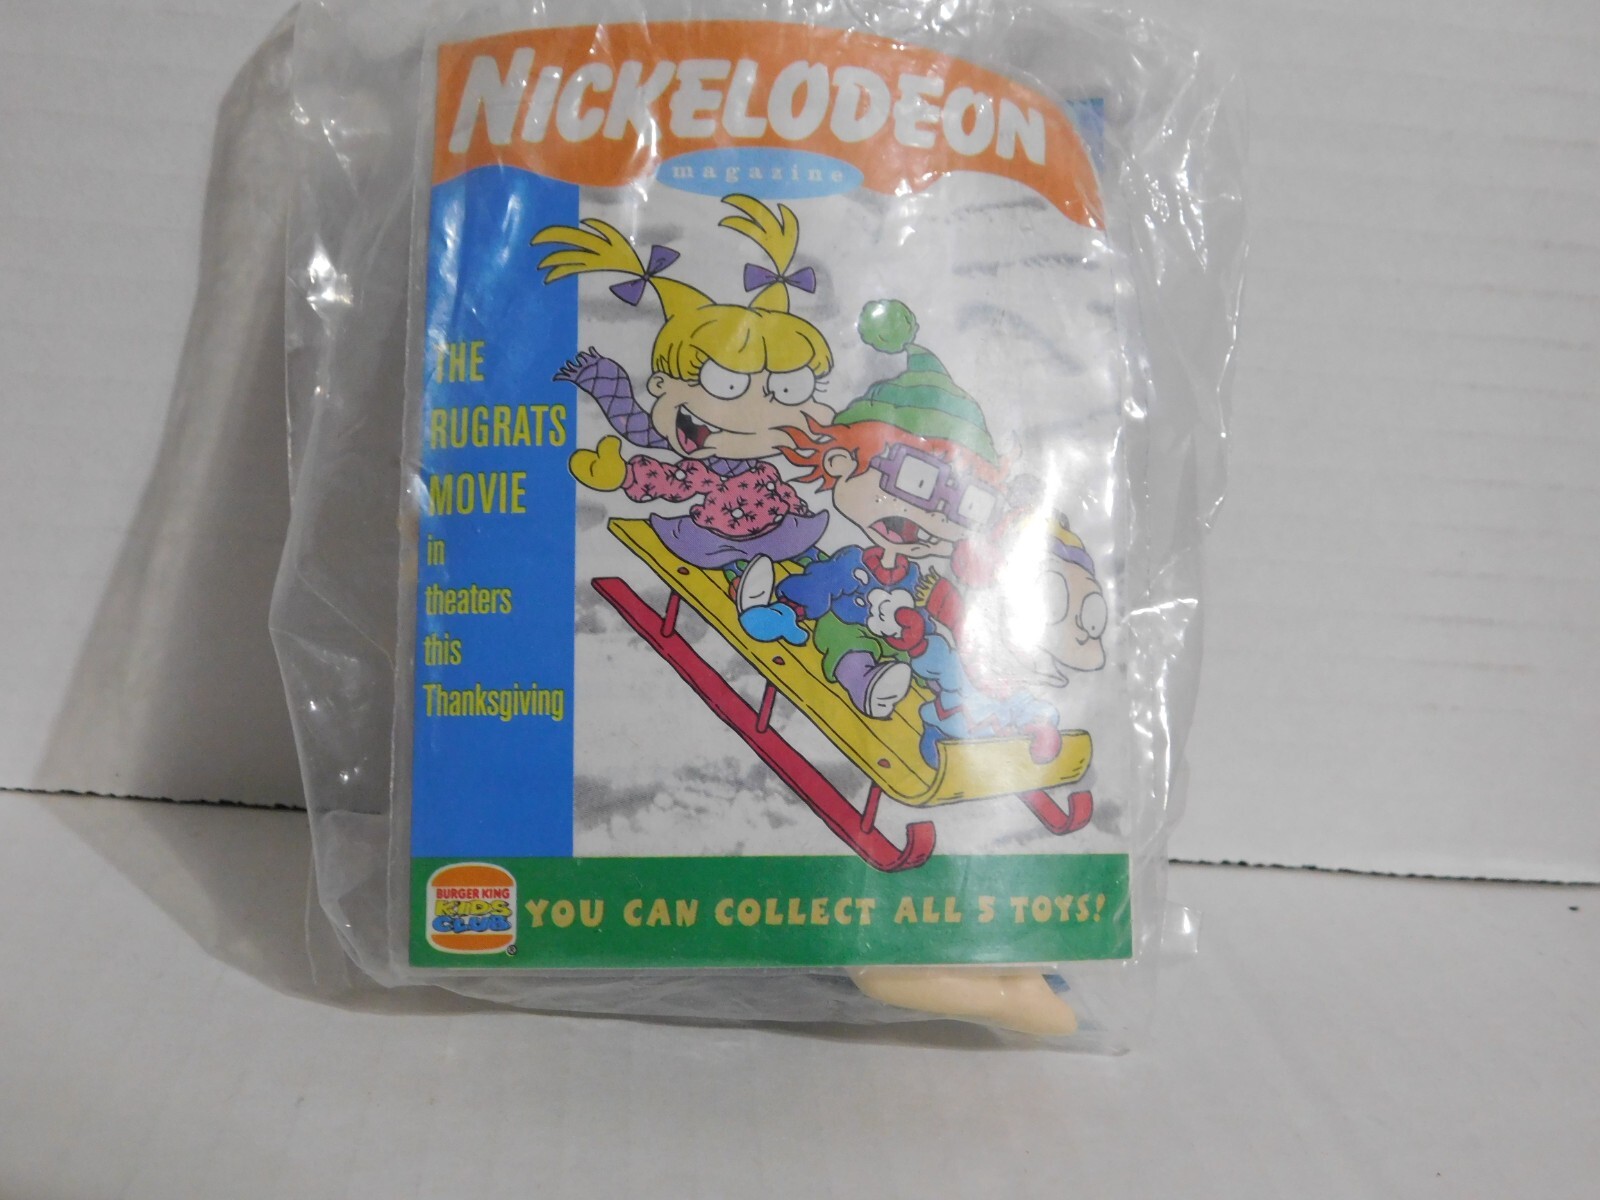 NICKELODEON
magazine
THE
RUGRATS
MOVIE
in
theaters
this
Thanksgiving
BURGER KING
KIDS
CLUB
YOU CAN COLLECT ALL 5 TOYS!